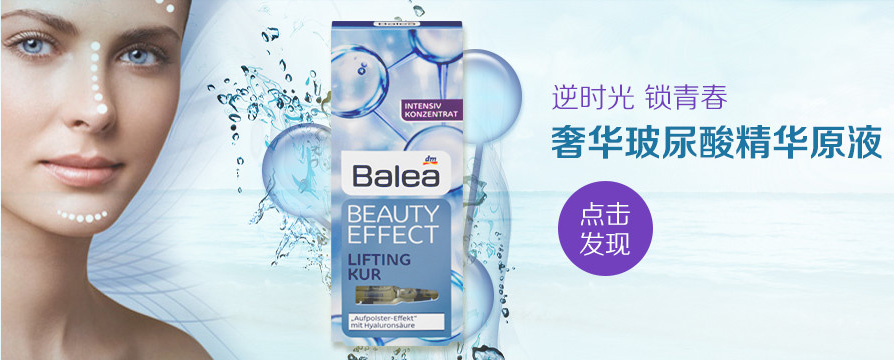 Balea
INTENSIV
KONZENTRAT
dm
Balea
BEAUTY
EFFECT
LIFTING
KUR
„Aufpolster-Effekt“
mit Hyaluronsäure
逆时光 锁青春
奢华玻尿酸精华原液
点击
发现